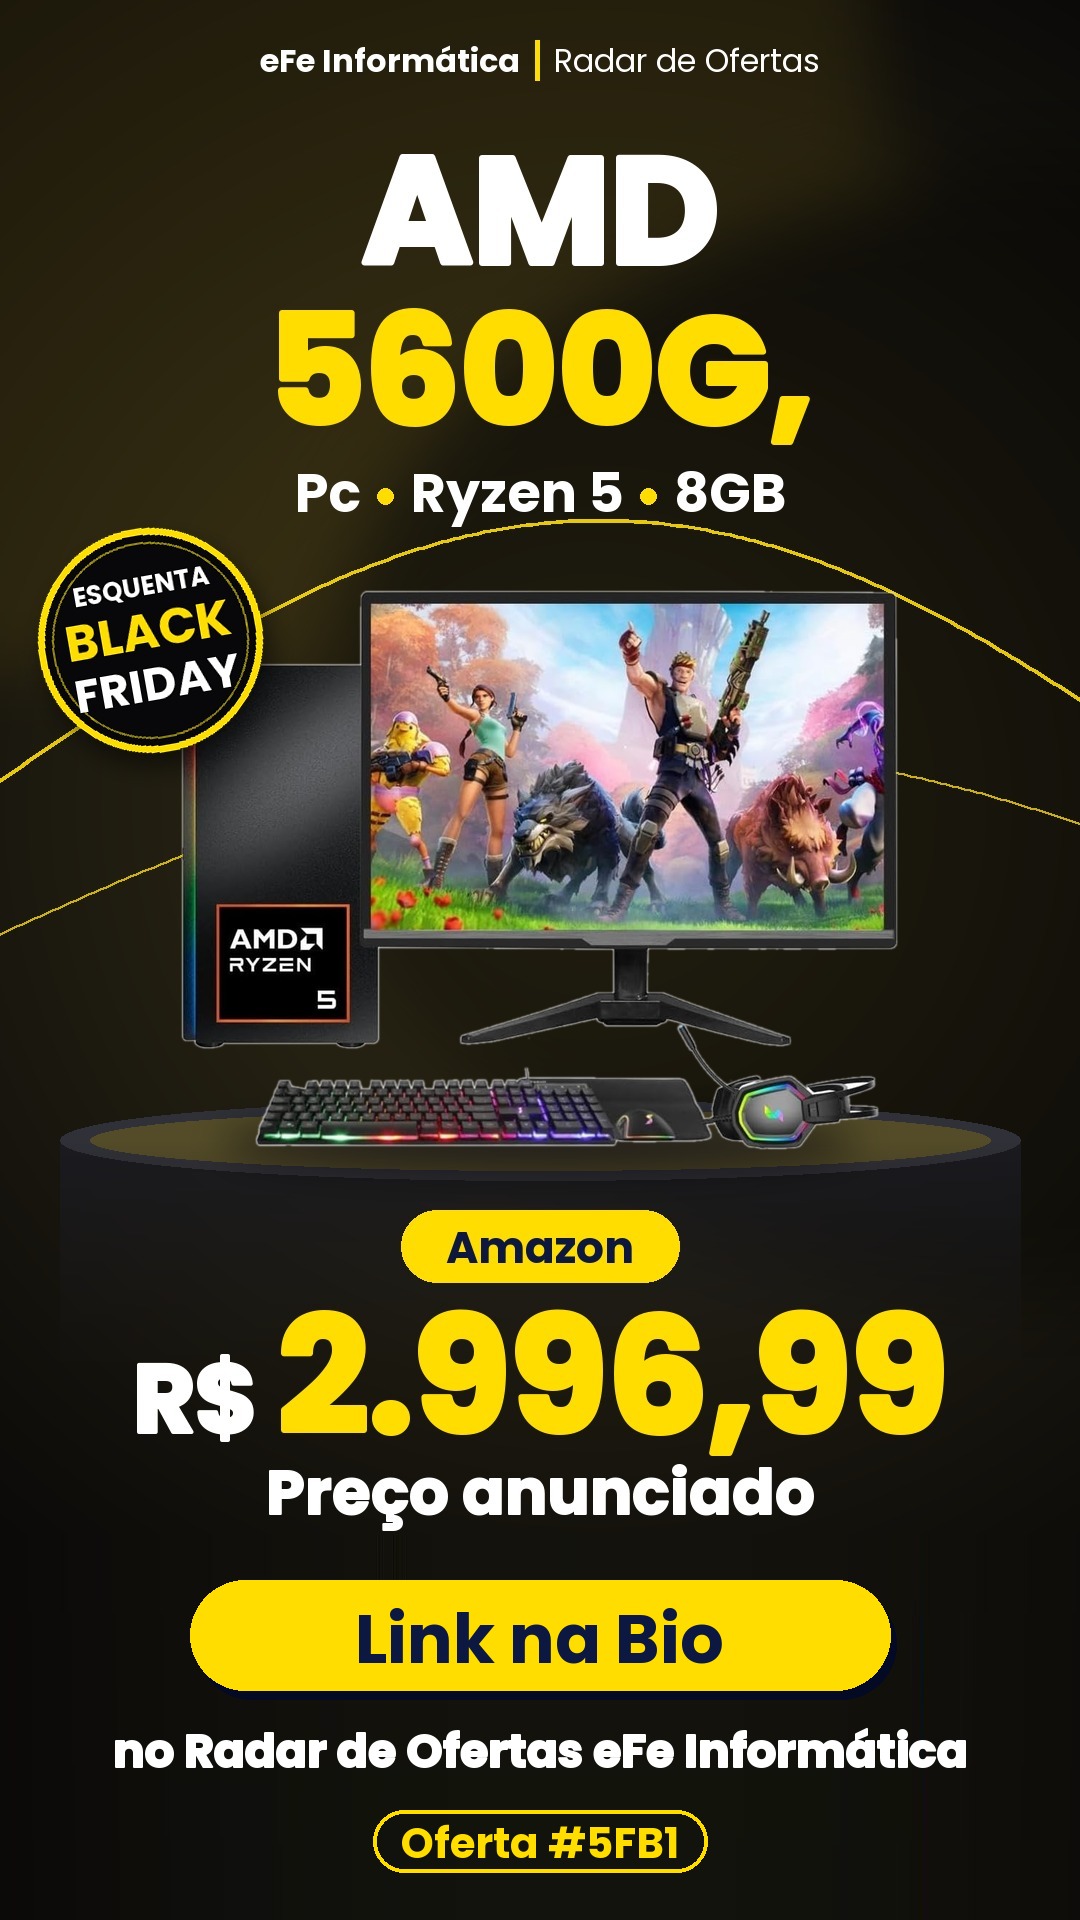 eFe Informática | Radar de Ofertas
AMD
5600G,
Pc • Ryzen 5 • 8GB
ESQUENTA
BLACK
FRIDAY
AMD
RYZEN
5
Amazon
R$ 2.996,99
Preço anunciado
Link na Bio
no Radar de Ofertas eFe Informática
Oferta #5FB1